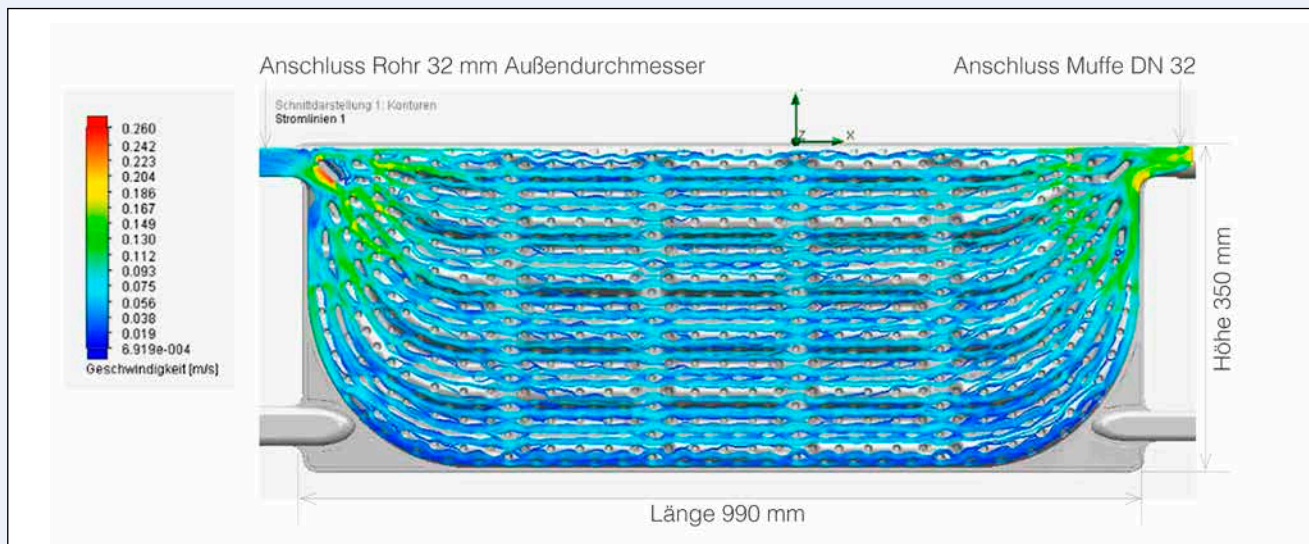 Anschluss Rohr 32 mm Außendurchmesser
Anschluss Muffe DN 32
Schnittdarstellung 1: Konturen
Stromlinien 1
0.260
0.242
0.223
0.204
0.186
0.167
0.149
0.130
0.112
0.093
0.075
0.056
0.038
0.019
6.919e-004
Geschwindigkeit [m/s]
Z
X
Höhe 350 mm
Länge 990 mm